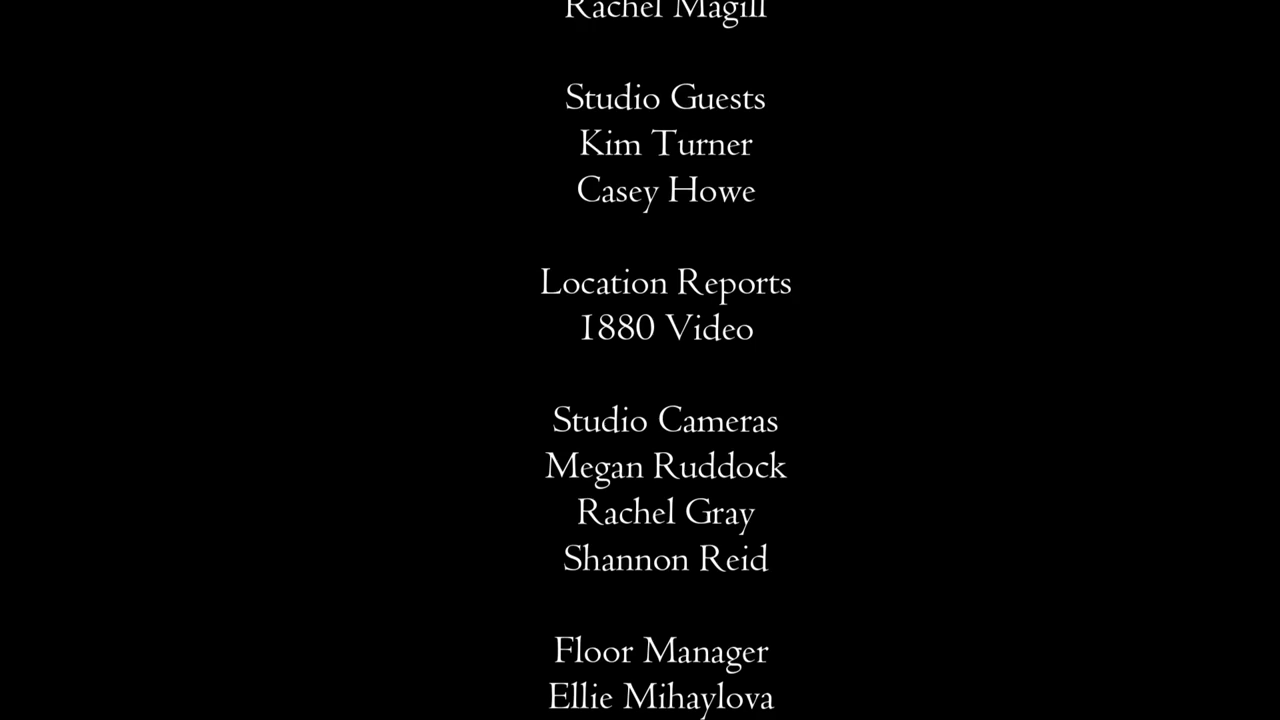 Rachel Magill
Studio Guests
Kim Turner
Casey Howe
Location Reports
1880 Video
Studio Cameras
Megan Ruddock
Rachel Gray
Shannon Reid
Floor Manager
Ellie Mihaylova